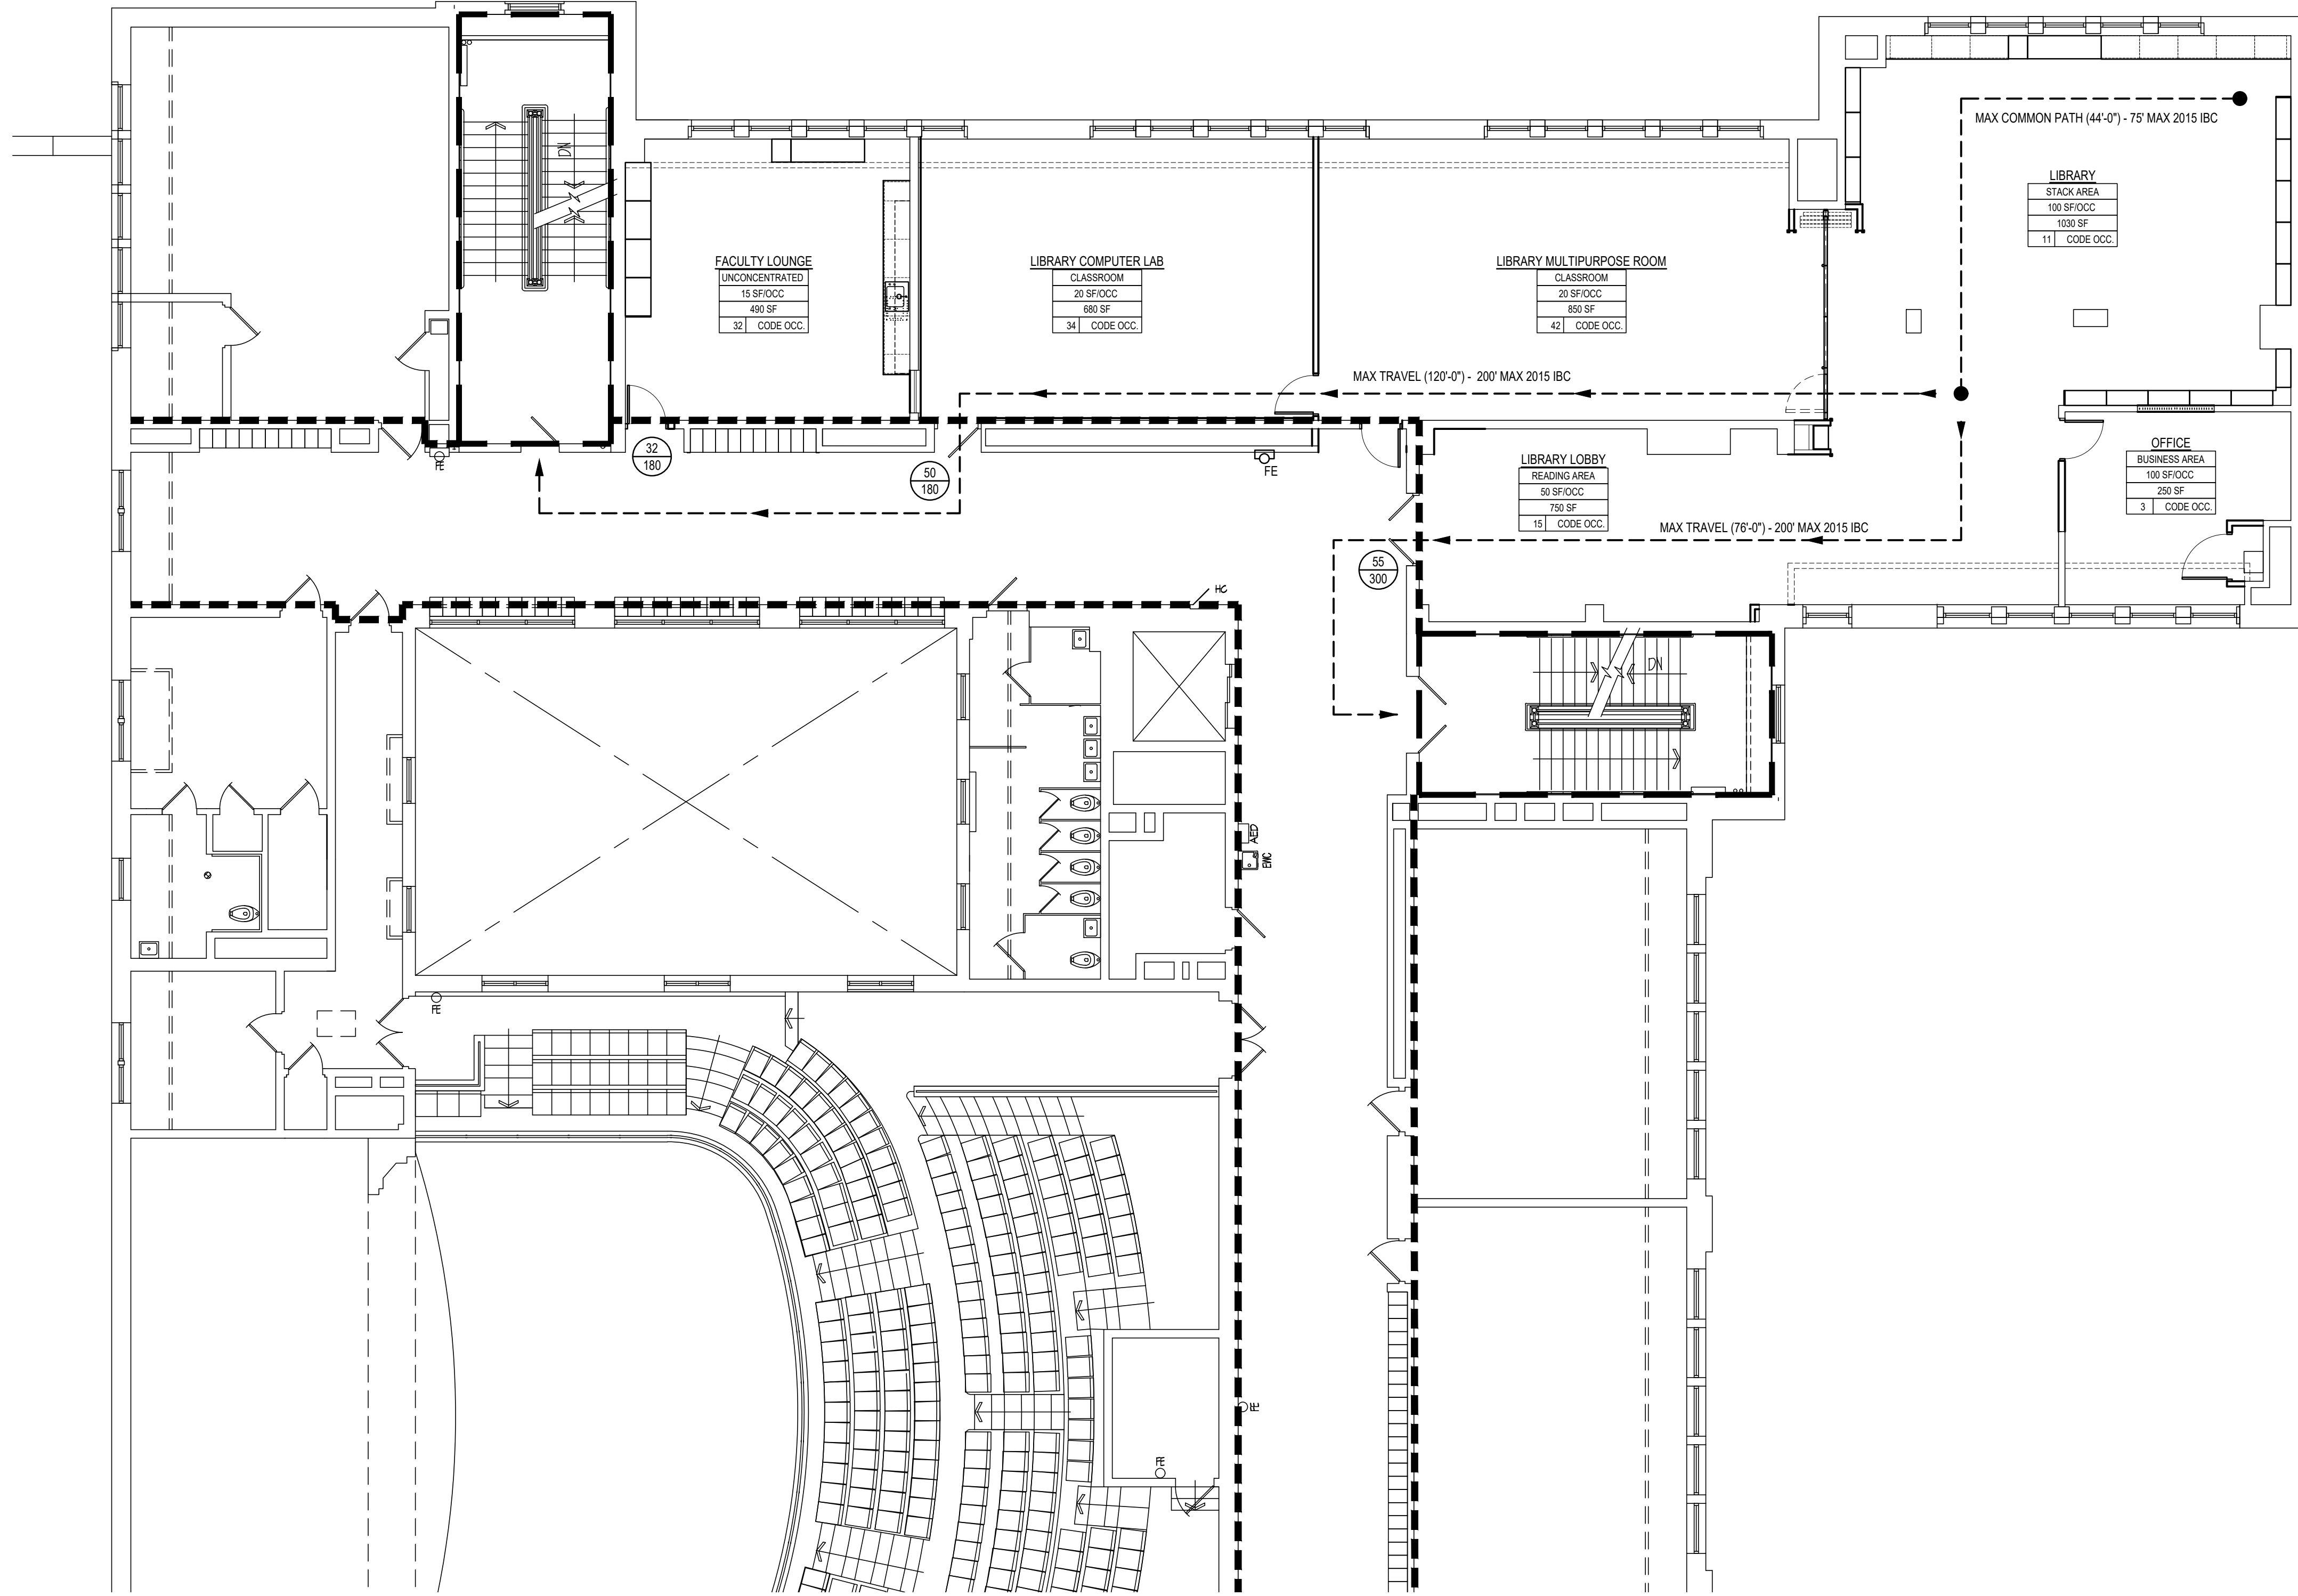 MAX COMMON PATH (44'-0") - 75' MAX 2015 IBC
DN
LIBRARY
STACK AREA
100 SF/OCC
1030 SF
11 CODE OCC.
FACULTY LOUNGE
UNCONCENTRATED
15 SF/OCC
490 SF
32 CODE OCC.
LIBRARY COMPUTER LAB
CLASSROOM
20 SF/OCC
680 SF
34 CODE OCC.
LIBRARY MULTIPURPOSE ROOM
CLASSROOM
20 SF/OCC
850 SF
42 CODE OCC.
MAX TRAVEL (120'-0") - 200' MAX 2015 IBC
OFFICE
BUSINESS AREA
100 SF/OCC
250 SF
3 CODE OCC.
LIBRARY LOBBY
READING AREA
50 SF/OCC
750 SF
15 CODE OCC.
FE
32
180
50
180
FE
MAX TRAVEL (76'-0") - 200' MAX 2015 IBC
55
300
HC
DN
AED
EWC
FE
FE
FE